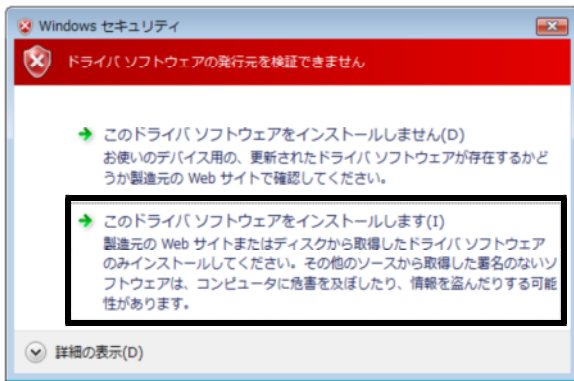 Windows セキュリティ
ドライバ ソフトウェアの発行元を検証できません
このドライバ ソフトウェアをインストールしません(D)
お使いのデバイス用の、更新されたドライバ ソフトウェアが存在するかど
うか製造元の Web サイトで確認してください。
このドライバ ソフトウェアをインストールします(I)
製造元の Web サイトまたはディスクから取得したドライバ ソフトウェア
のみインストールしてください。その他のソースから取得した署名のないソ
フトウェアは、コンピュータに危害を及ぼしたり、情報を盗んだりする可能
性があります。
詳細の表示(D)